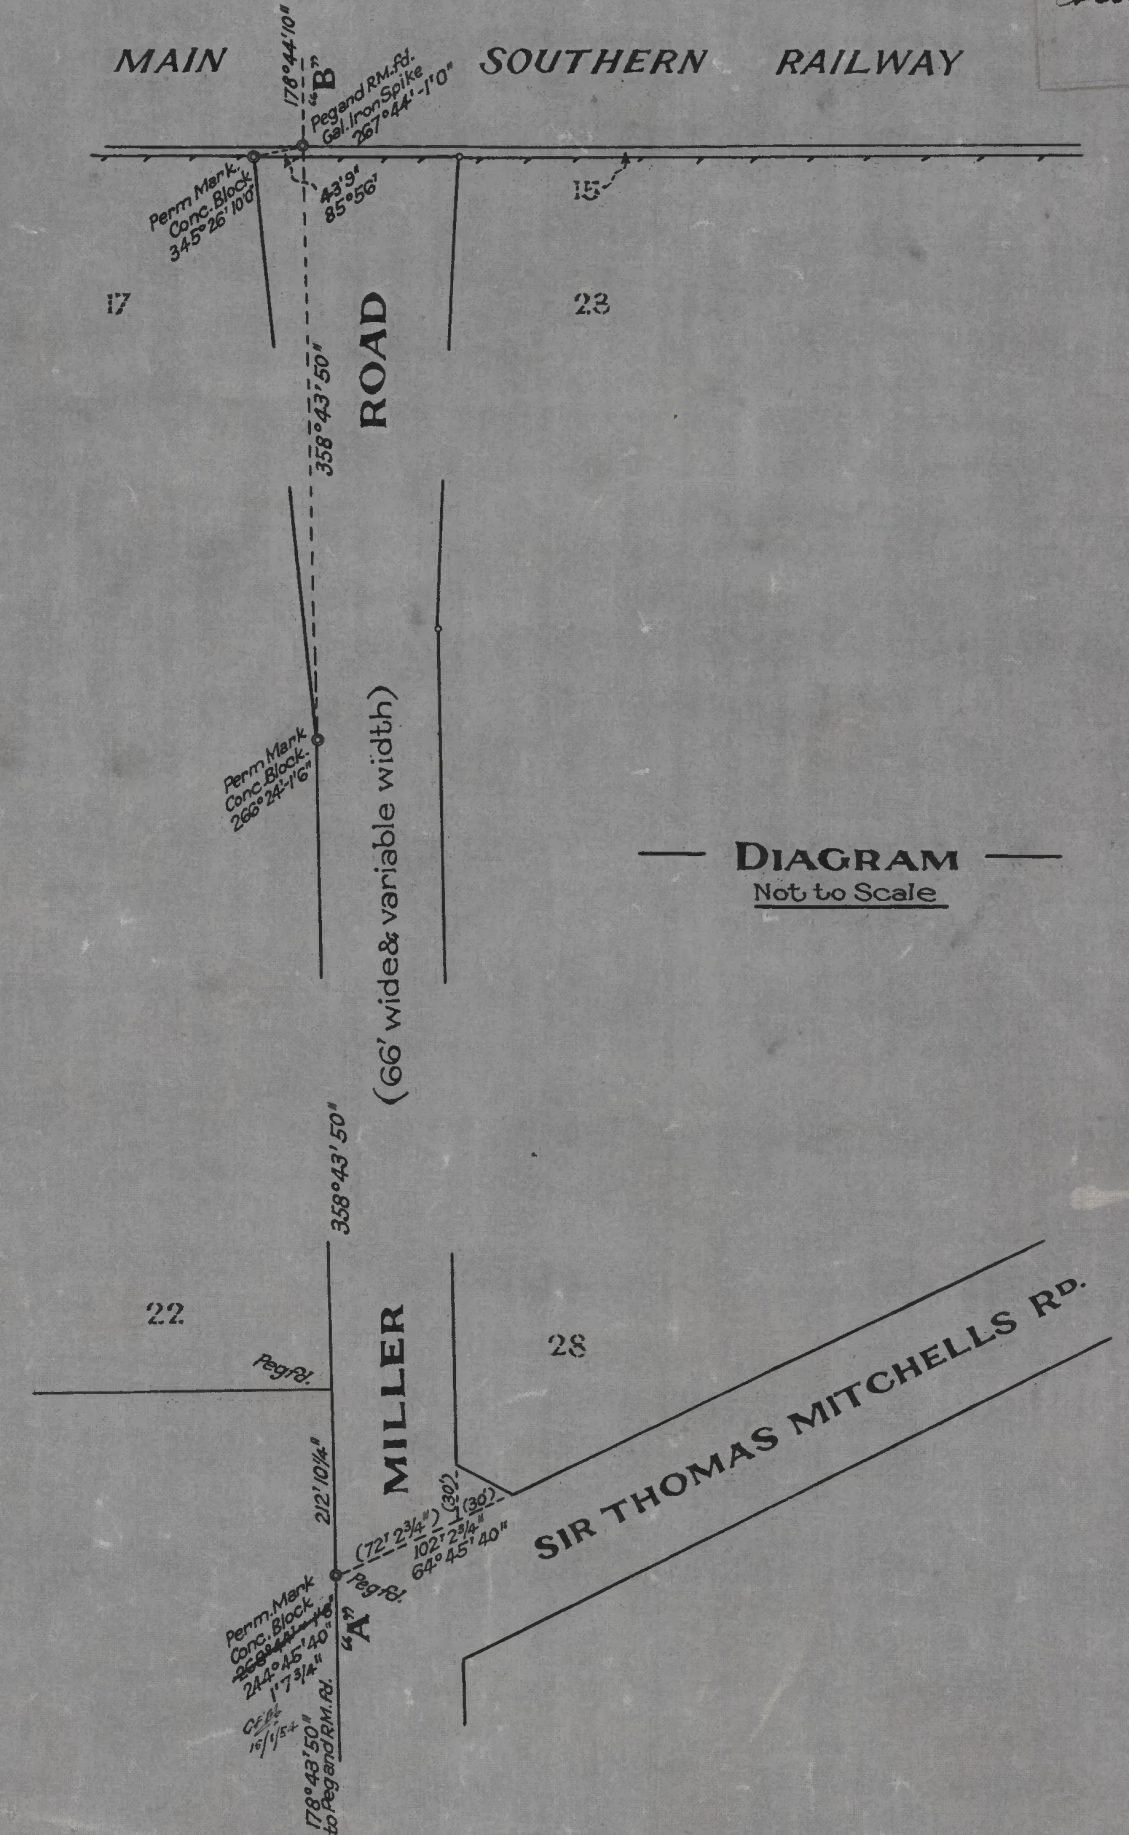 MAIN SOUTHERN RAILWAY
178°44'10"
"B"
Peg and R.M. Fd.
Gal. Iron Spike
267°44'-1'0"
Perm Mark.
Conc. Block
345°26' 10'0"
43'9"
85°56'
15
17
23
ROAD
358°43'50"
Perm Mark
Conc. Block.
266°24'-1'6"
(66' wide & variable width)
DIAGRAM
Not to Scale
358°43'50"
22
28
Peg fd.
MILLER
SIR THOMAS MITCHELLS RD.
212'10¼"
(30')
(72' 2¾") (30')
102' 2¾"
64°45'40"
Peg fd.
"A"
Perm. Mark
Conc. Block
244°45'40"
1'7¾"
178°43'50"
to Peg and R.M. Fd.